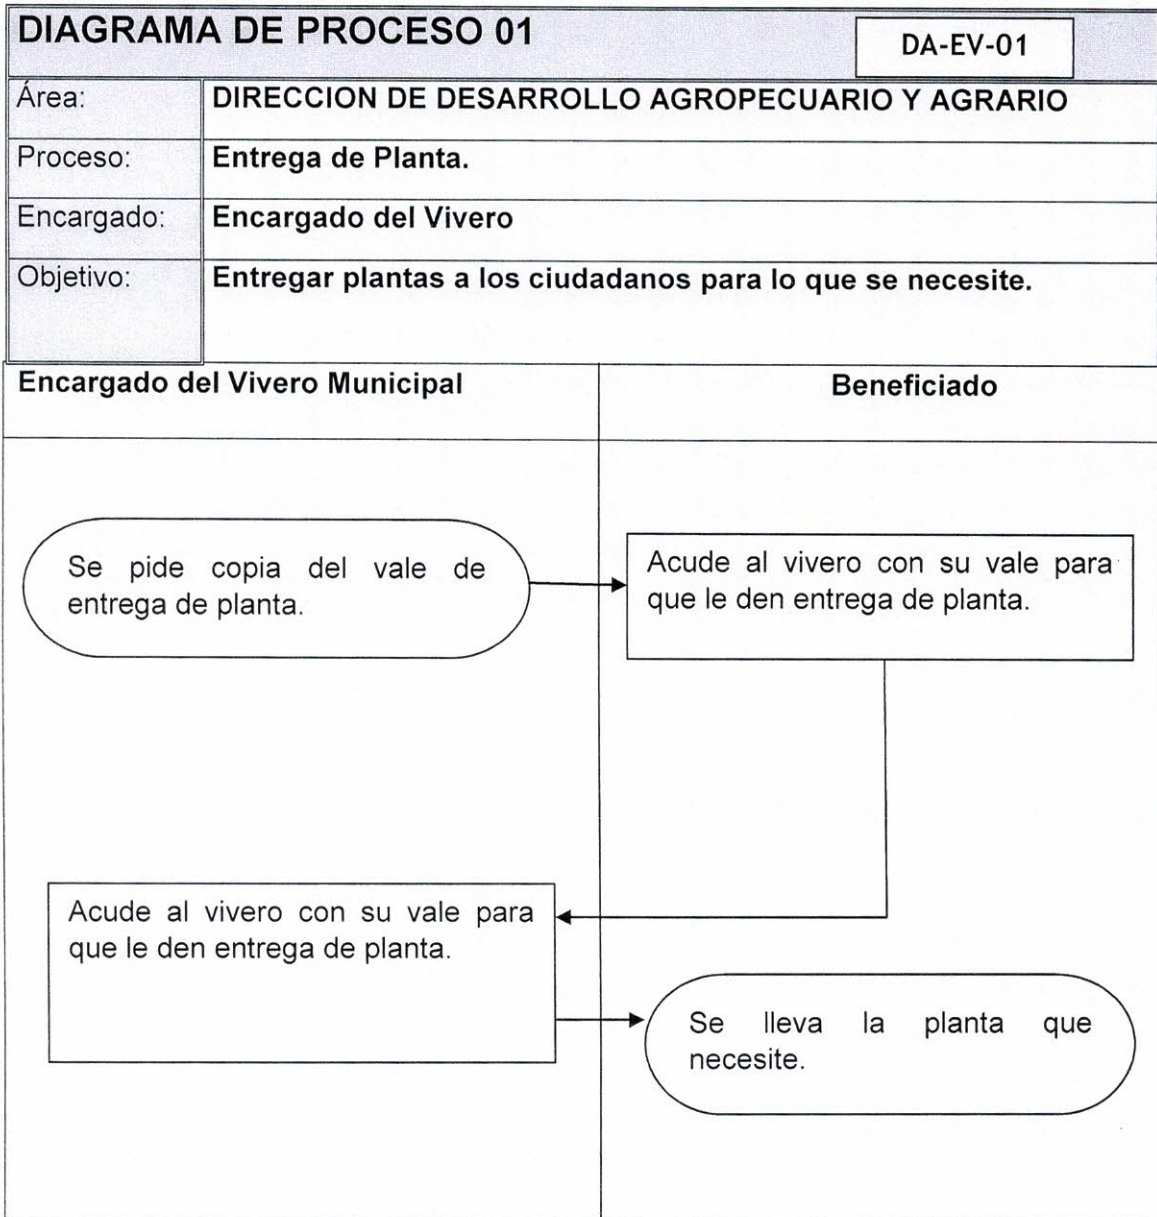 DIAGRAMA DE PROCESO 01
DA-EV-01
Área: DIRECCION DE DESARROLLO AGROPECUARIO Y AGRARIO
Proceso: Entrega de Planta.
Encargado: Encargado del Vivero
Objetivo: Entregar plantas a los ciudadanos para lo que se necesite.
Encargado del Vivero Municipal
Beneficiado
Se pide copia del vale de
entrega de planta.
Acude al vivero con su vale para
que le den entrega de planta.
Acude al vivero con su vale para
que le den entrega de planta.
Se lleva la planta que
necesite.